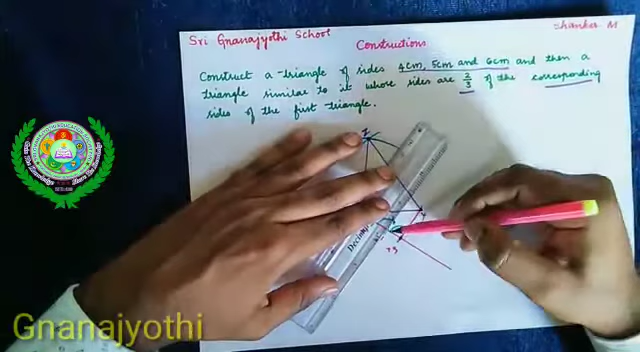 Sri Gnanajyothi School
Shankar M
Constructions
Construct a triangle of sides 4cm, 5cm and 6cm and then a
triangle similar to it whose sides are 2/3 of the corresponding
sides of the first triangle.
Gnanajyothi